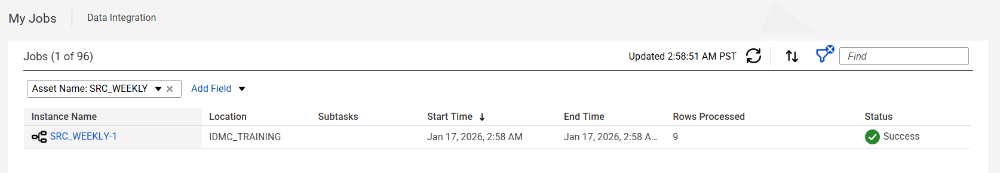 My Jobs Data Integration
Jobs (1 of 96) Updated 2:58:51 AM PST Find
Asset Name: SRC_WEEKLY Add Field
Instance Name Location Subtasks Start Time End Time Rows Processed Status
SRC_WEEKLY-1 IDMC_TRAINING Jan 17, 2026, 2:58 AM Jan 17, 2026, 2:58 A... 9 Success